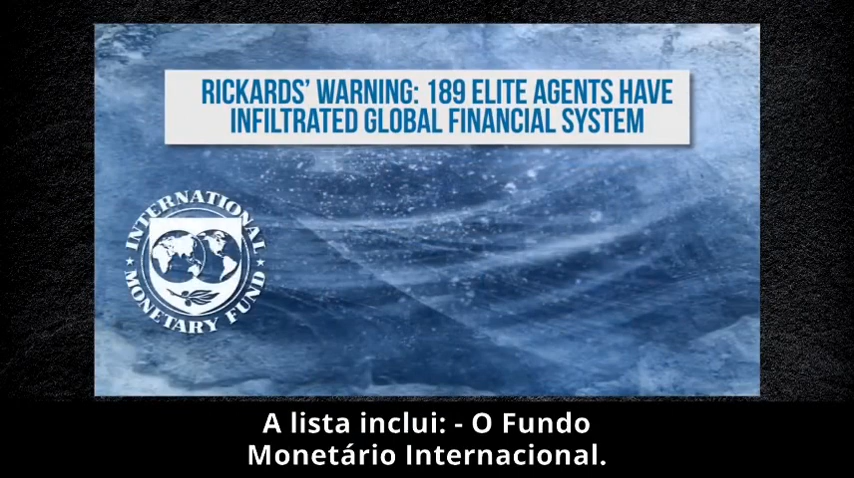 RICKARDS' WARNING: 189 ELITE AGENTS HAVE
INFILTRATED GLOBAL FINANCIAL SYSTEM
INTERNATIONAL
MONETARY FUND
A lista inclui: - O Fundo
Monetário Internacional.